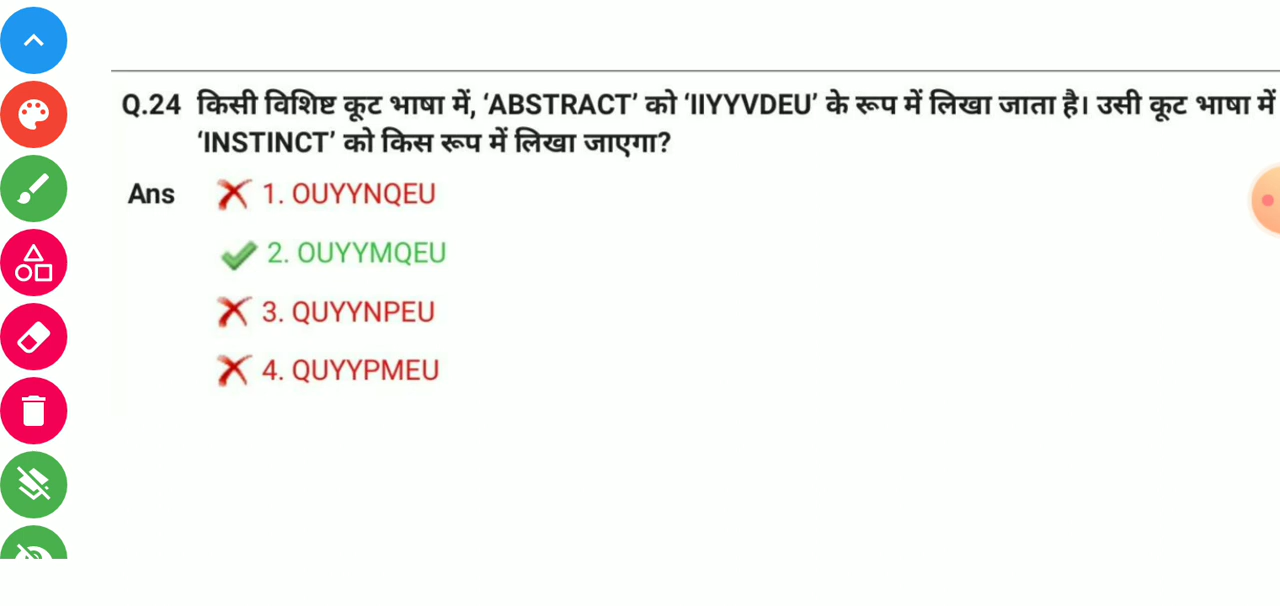 Q.24 किसी विशिष्ट कूट भाषा में, ‘ABSTRACT’ को ‘IIYYVDEU’ के रूप में लिखा जाता है। उसी कूट भाषा में
‘INSTINCT’ को किस रूप में लिखा जाएगा?
Ans 1. OUYYNQEU
2. OUYYMQEU
3. QUYYNPEU
4. QUYYPMEU